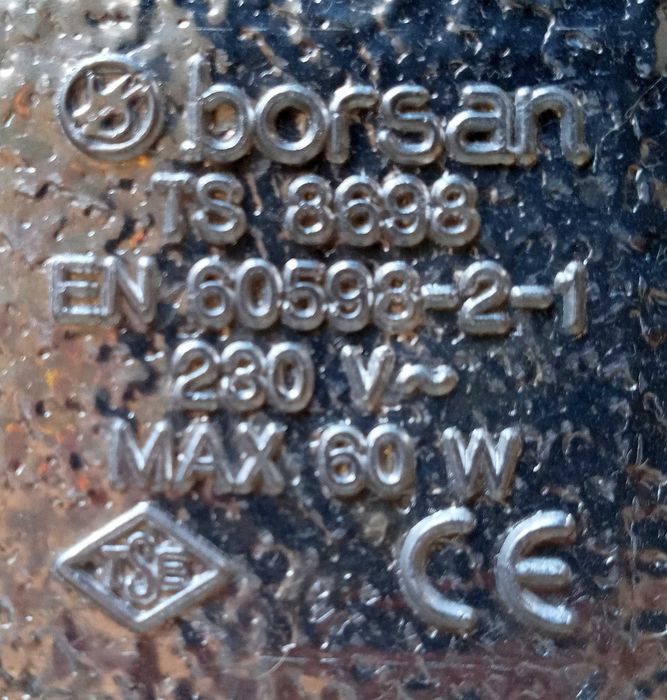 borsan
TS 8698
EN 60598-2-1
230 V~
MAX 60 W
TSE CE